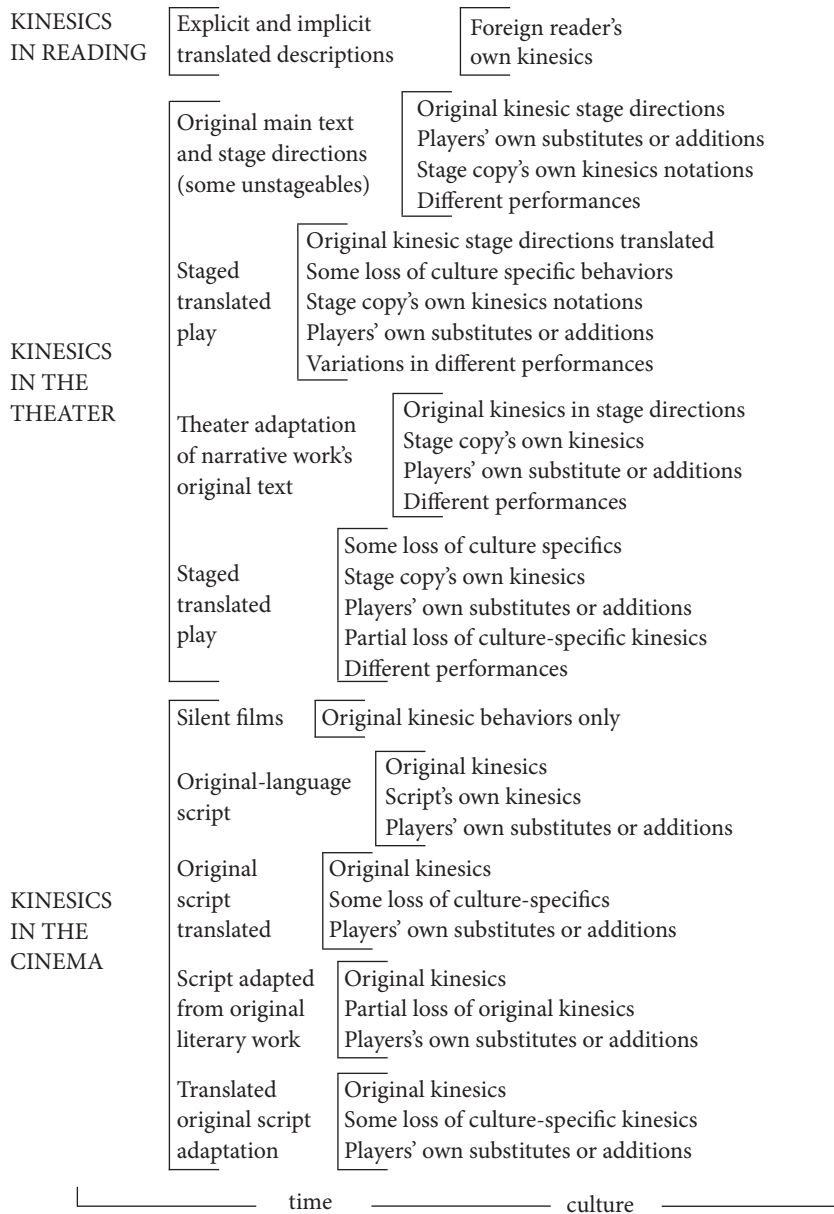 KINESICS
IN READING
Explicit and implicit
translated descriptions
Foreign reader's
own kinesics
KINESICS
IN THE
THEATER
Original main text
and stage directions
(some unstageables)
Original kinesic stage directions
Players' own substitutes or additions
Stage copy's own kinesics notations
Different performances
Staged
translated
play
Original kinesic stage directions translated
Some loss of culture specific behaviors
Stage copy's own kinesics notations
Players' own substitutes or additions
Variations in different performances
Theater adaptation
of narrative work's
original text
Original kinesics in stage directions
Stage copy's own kinesics
Players' own substitute or additions
Different performances
Staged
translated
play
Some loss of culture specifics
Stage copy's own kinesics
Players' own substitutes or additions
Partial loss of culture-specific kinesics
Different performances
KINESICS
IN THE
CINEMA
Silent films
Original kinesic behaviors only
Original-language
script
Original kinesics
Script's own kinesics
Players' own substitutes or additions
Original
script
translated
Original kinesics
Some loss of culture-specifics
Players' own substitutes or additions
Script adapted
from original
literary work
Original kinesics
Partial loss of original kinesics
Players's own substitutes or additions
Translated
original script
adaptation
Original kinesics
Some loss of culture-specific kinesics
Players' own substitutes or additions
time
culture